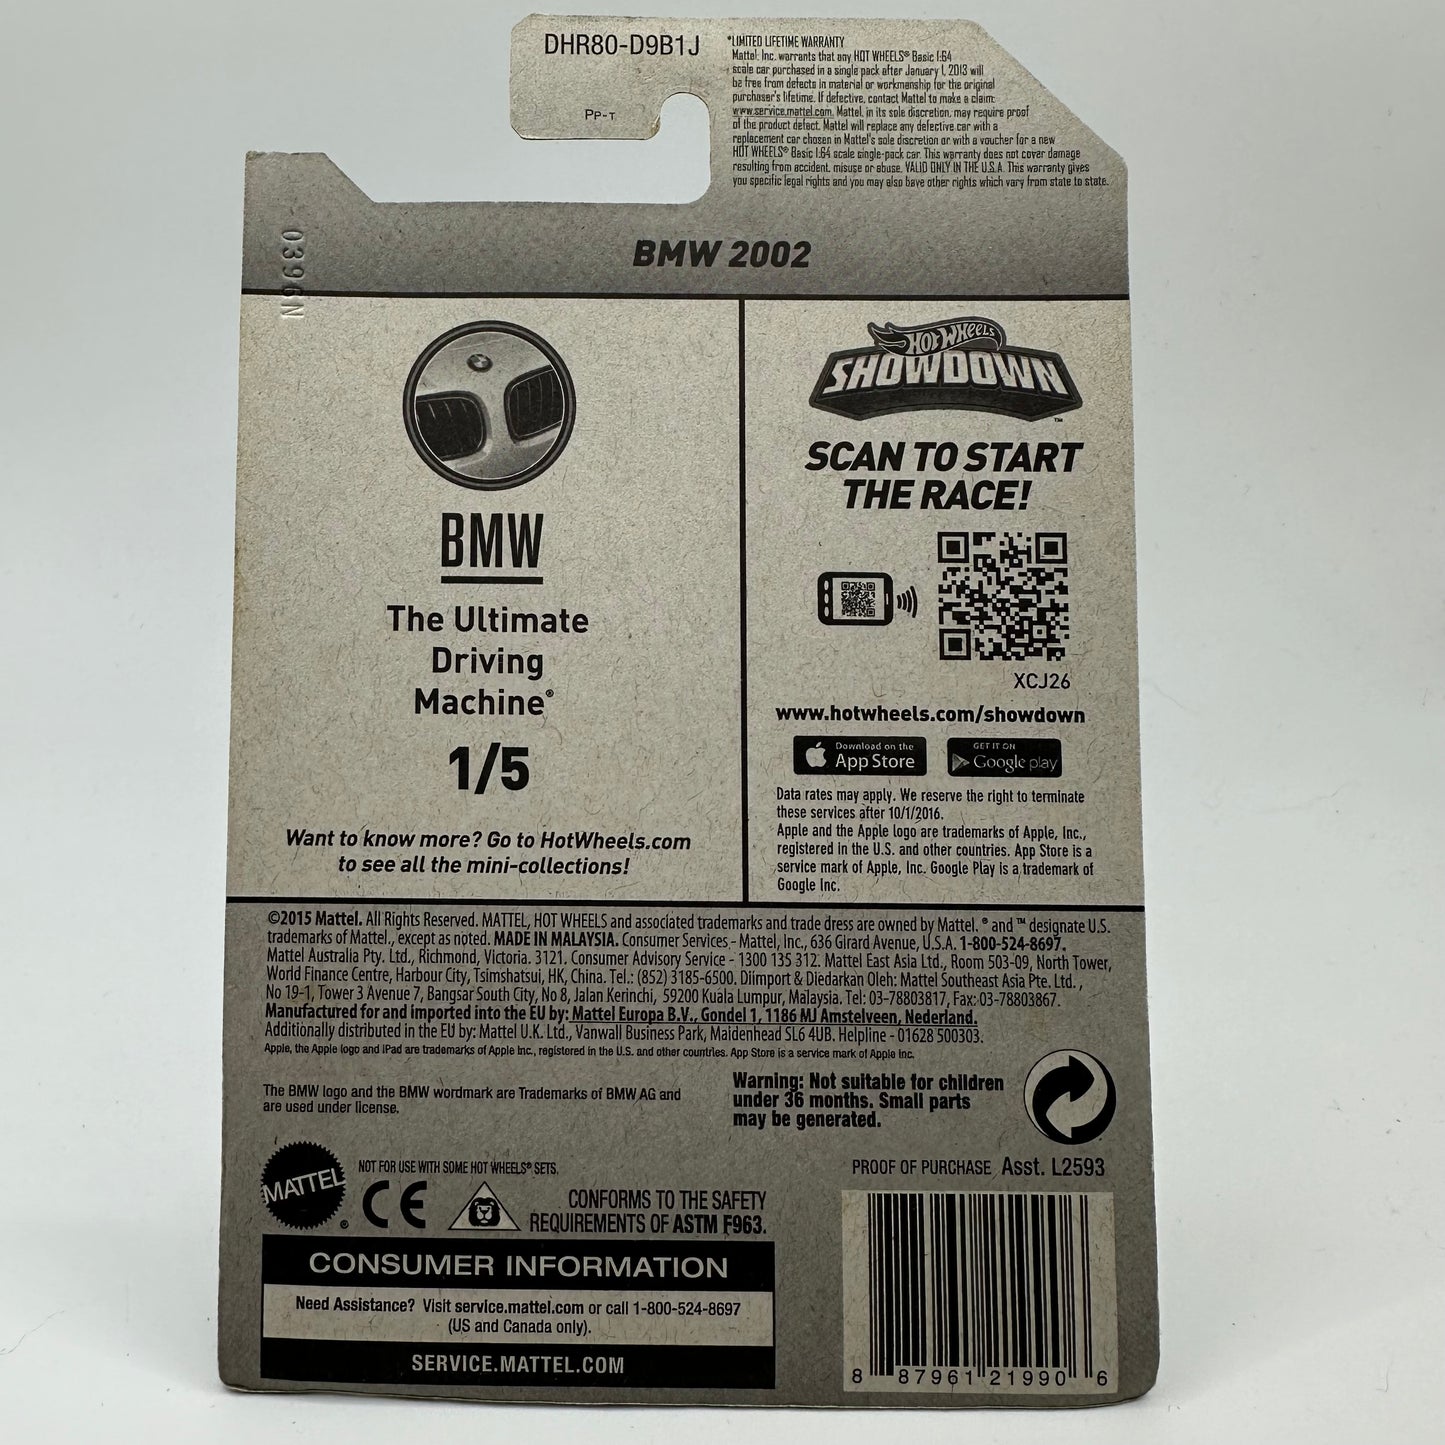 DHR80-D9B1J
PP-T
*LIMITED LIFETIME WARRANTY
Mattel, Inc. warrants that any HOT WHEELS® Basic 1:64
scale car purchased in a single pack after January 1, 2013 will
be free from defects in material or workmanship for the original
purchaser's lifetime. If defective, contact Mattel to make a claim:
www.service.mattel.com. Mattel, in its sole discretion, may require proof
of the product defect. Mattel will replace any defective car with a
replacement car chosen in Mattel's sole discretion or with a voucher for a new
HOT WHEELS® Basic 1:64 scale single-pack car. This warranty does not cover damage
resulting from accident, misuse or abuse. VALID ONLY IN THE U.S.A. This warranty gives
you specific legal rights and you may also have other rights which vary from state to state.
0396N
BMW 2002
BMW
The Ultimate
Driving
Machine®
1/5
Want to know more? Go to HotWheels.com
to see all the mini-collections!
HOT WHEELS
SHOWDOWN™
SCAN TO START
THE RACE!
XCJ26
www.hotwheels.com/showdown
Download on the
App Store
GET IT ON
Google play
Data rates may apply. We reserve the right to terminate
these services after 10/1/2016.
Apple and the Apple logo are trademarks of Apple, Inc.,
registered in the U.S. and other countries. App Store is a
service mark of Apple, Inc. Google Play is a trademark of
Google Inc.
©2015 Mattel. All Rights Reserved. MATTEL, HOT WHEELS and associated trademarks and trade dress are owned by Mattel. ® and ™ designate U.S.
trademarks of Mattel., except as noted. MADE IN MALAYSIA. Consumer Services - Mattel, Inc., 636 Girard Avenue, U.S.A. 1-800-524-8697.
Mattel Australia Pty. Ltd., Richmond, Victoria. 3121. Consumer Advisory Service - 1300 135 312. Mattel East Asia Ltd., Room 503-09, North Tower,
World Finance Centre, Harbour City, Tsimshatsui, HK, China. Tel.: (852) 3185-6500. Diimport & Diedarkan Oleh: Mattel Southeast Asia Pte. Ltd.,
No 19-1, Tower 3 Avenue 7, Bangsar South City, No 8, Jalan Kerinchi, 59200 Kuala Lumpur, Malaysia. Tel: 03-78803817, Fax: 03-78803867.
Manufactured for and imported into the EU by: Mattel Europa B.V., Gondel 1, 1186 MJ Amstelveen, Nederland.
Additionally distributed in the EU by: Mattel U.K. Ltd., Vanwall Business Park, Maidenhead SL6 4UB. Helpline - 01628 500303.
Apple, the Apple logo and iPad are trademarks of Apple Inc., registered in the U.S. and other countries. App Store is a service mark of Apple Inc.
The BMW logo and the BMW wordmark are Trademarks of BMW AG and
are used under license.
Warning: Not suitable for children
under 36 months. Small parts
may be generated.
MATTEL®
NOT FOR USE WITH SOME HOT WHEELS® SETS.
CE
CONFORMS TO THE SAFETY
REQUIREMENTS OF ASTM F963.
PROOF OF PURCHASE Asst. L2593
CONSUMER INFORMATION
Need Assistance? Visit service.mattel.com or call 1-800-524-8697
(US and Canada only).
SERVICE.MATTEL.COM
8 87961 21990 6